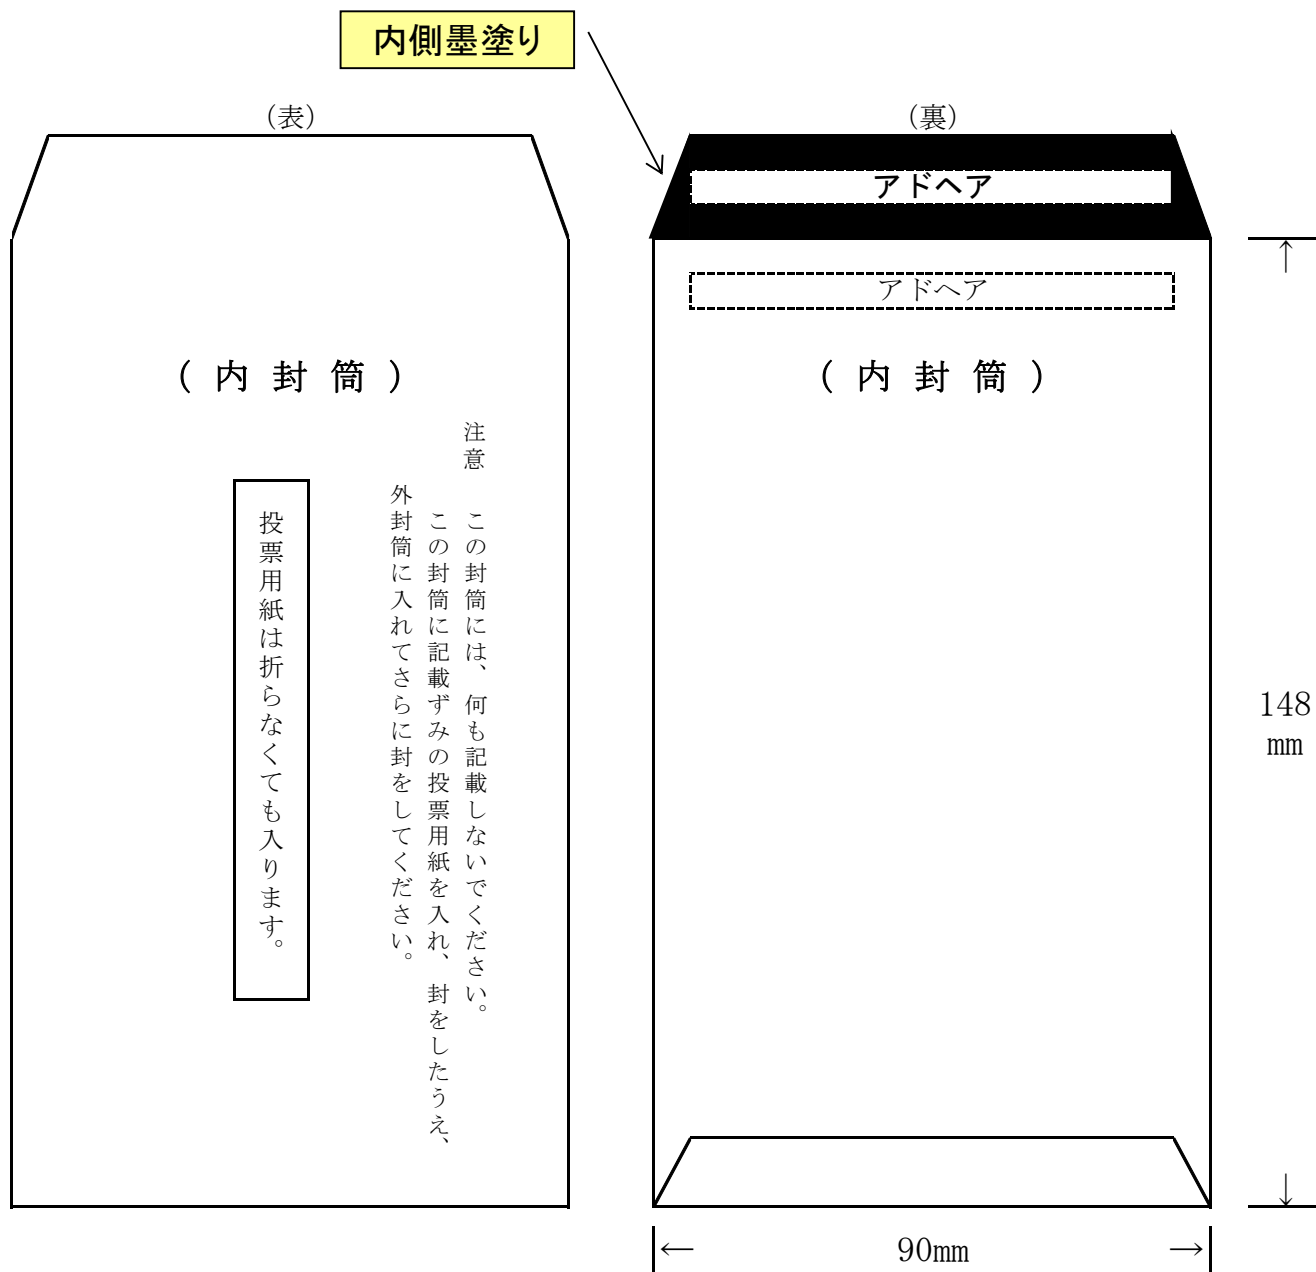 内側墨塗り
（表）
（内封筒）
注意　この封筒には、何も記載しないでください。
この封筒に記載ずみの投票用紙を入れ、封をしたうえ、
外封筒に入れてさらに封をしてください。
投票用紙は折らなくても入ります。
（裏）
アドヘア
アドヘア
（内封筒）
↑
148
mm
↓
← 90mm →